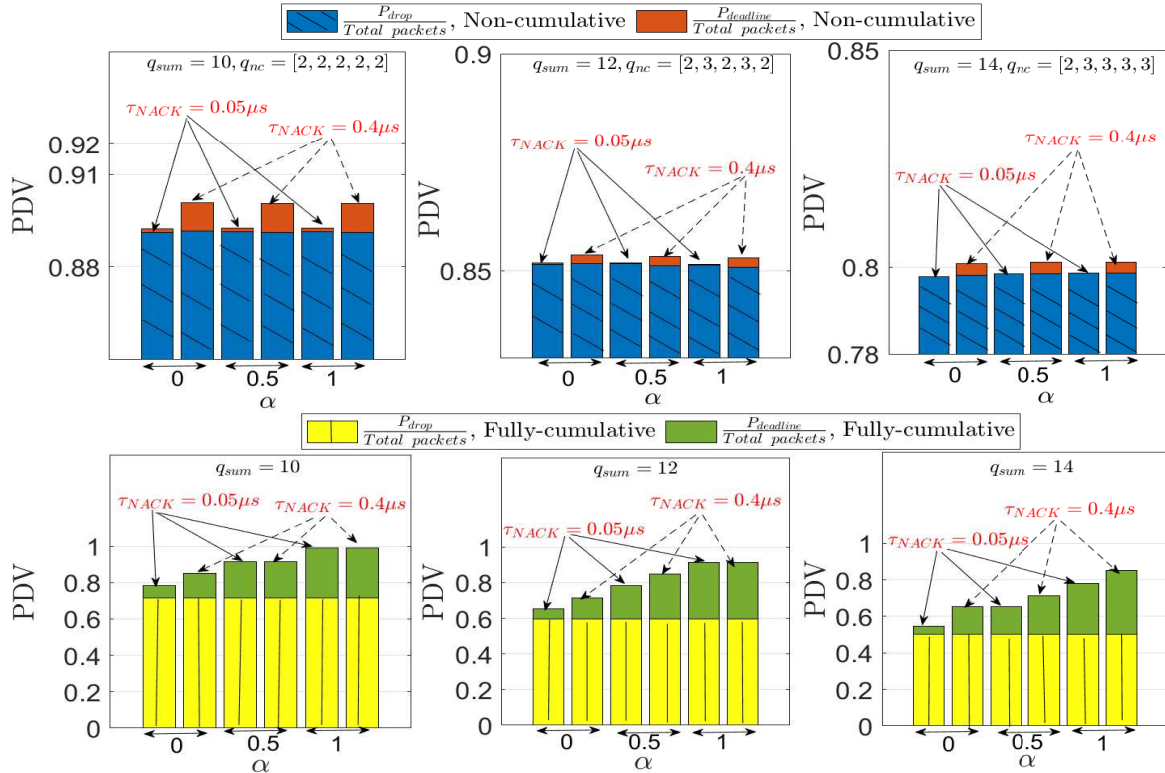 P_drop / Total packets, Non-cumulative P_deadline / Total packets, Non-cumulative
q_sum = 10, q_nc = [2, 2, 2, 2, 2]
τ_NACK = 0.05μs
τ_NACK = 0.4μs
0.92
0.91
0.88
PDV
0 0.5 1
α
0.9
q_sum = 12, q_nc = [2, 3, 2, 3, 2]
τ_NACK = 0.05μs
τ_NACK = 0.4μs
0.85
PDV
0 0.5 1
α
0.85
q_sum = 14, q_nc = [2, 3, 3, 3, 3]
τ_NACK = 0.4μs
τ_NACK = 0.05μs
0.8
0.78
PDV
0 0.5 1
α
P_drop / Total packets, Fully-cumulative P_deadline / Total packets, Fully-cumulative
q_sum = 10
τ_NACK = 0.05μs τ_NACK = 0.4μs
1
0.8
0.6
0.4
0.2
0
PDV
0 0.5 1
α
q_sum = 12
τ_NACK = 0.4μs
τ_NACK = 0.05μs
1
0.8
0.6
0.4
0.2
0
PDV
0 0.5 1
α
q_sum = 14
τ_NACK = 0.4μs
τ_NACK = 0.05μs
1
0.8
0.6
0.4
0.2
0
PDV
0 0.5 1
α